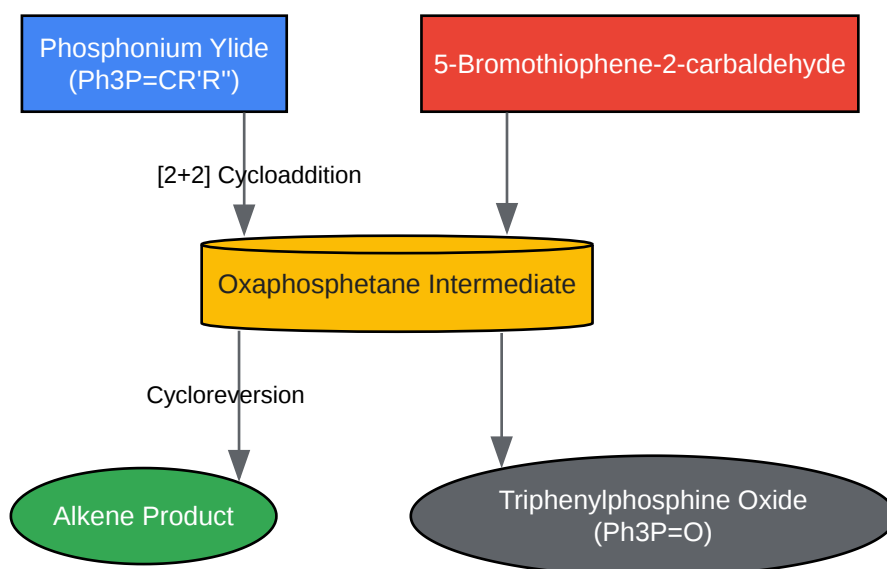 Phosphonium Ylide
(Ph3P=CR'R")
5-Bromothiophene-2-carbaldehyde
[2+2] Cycloaddition
Oxaphosphetane Intermediate
Cycloreversion
Alkene Product
Triphenylphosphine Oxide
(Ph3P=O)